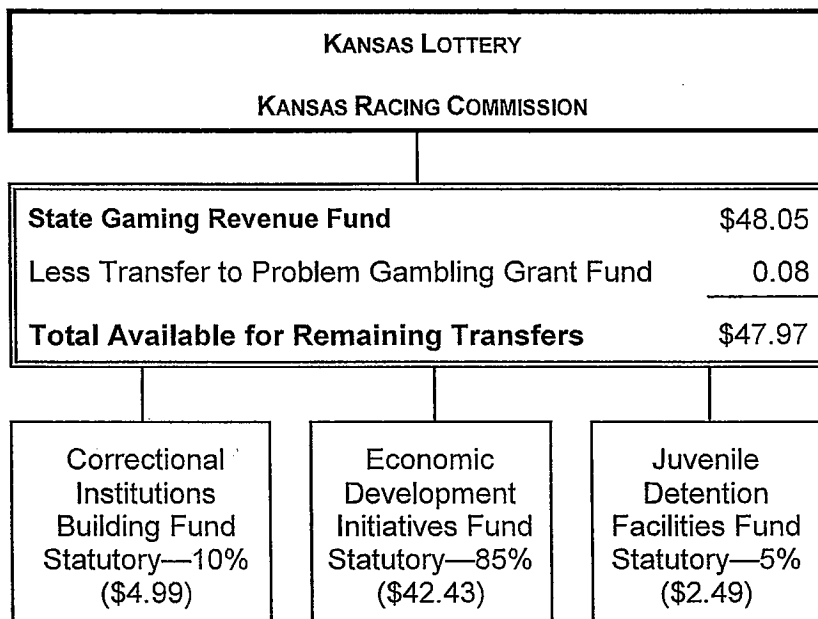 KANSAS LOTTERY
KANSAS RACING COMMISSION
State Gaming Revenue Fund $48.05
Less Transfer to Problem Gambling Grant Fund 0.08
Total Available for Remaining Transfers $47.97
Correctional
Institutions
Building Fund
Statutory—10%
($4.99)
Economic
Development
Initiatives Fund
Statutory—85%
($42.43)
Juvenile
Detention
Facilities Fund
Statutory—5%
($2.49)